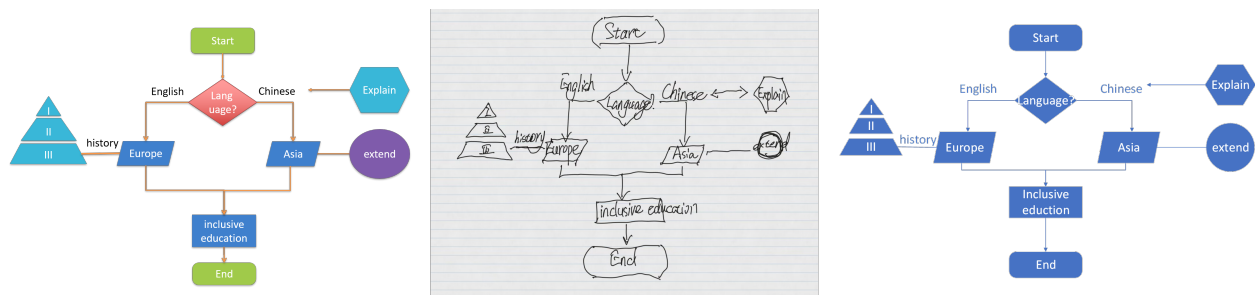 Start
English
Lang
uage?
Chinese
Explain
I
II
III
history
Europe
Asia
extend
inclusive
education
End
Start
English
Language?
Chinese
Explain
I
II
III
history
Europe
Asia
extend
inclusive education
End
Start
English
Language?
Chinese
Explain
I
II
III
history
Europe
Asia
extend
Inclusive
eduction
End